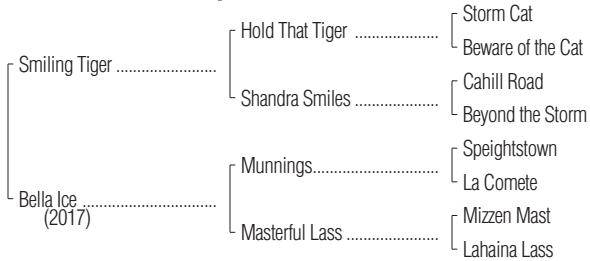 Storm Cat
Hold That Tiger ...................
Beware of the Cat
Smiling Tiger .......................
Cahill Road
Shandra Smiles ...................
Beyond the Storm
Speightstown
Munnings............................
La Comete
Bella Ice ..............................
(2017)
Mizzen Mast
Masterful Lass ....................
Lahaina Lass